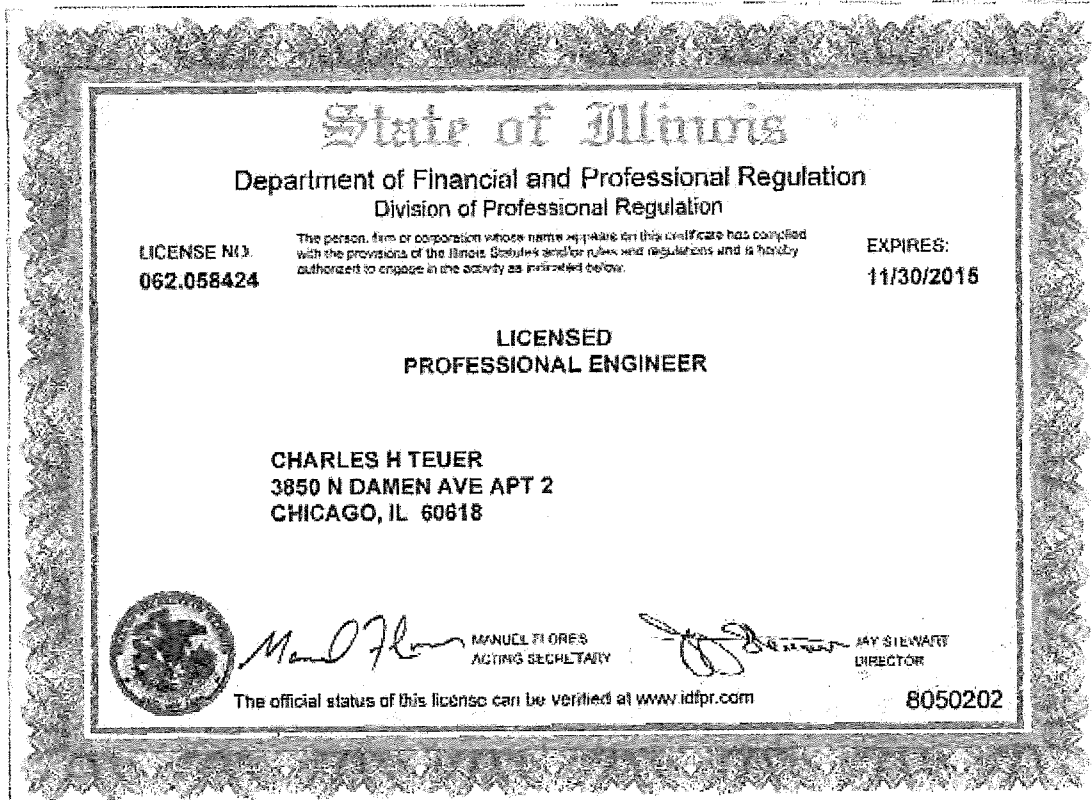 State of Illinois
Department of Financial and Professional Regulation
Division of Professional Regulation
LICENSE NO.
062.058424
The person, firm or corporation whose name appears on this certificate has complied
with the provisions of the Illinois Statutes and/or rules and regulations and is hereby
authorized to engage in the activity as indicated below.
EXPIRES:
11/30/2015
LICENSED
PROFESSIONAL ENGINEER
CHARLES H TEUER
3850 N DAMEN AVE APT 2
CHICAGO, IL 60618
MANUEL FLORES
ACTING SECRETARY
JAY STEWART
DIRECTOR
The official status of this license can be verified at www.idfpr.com
8050202